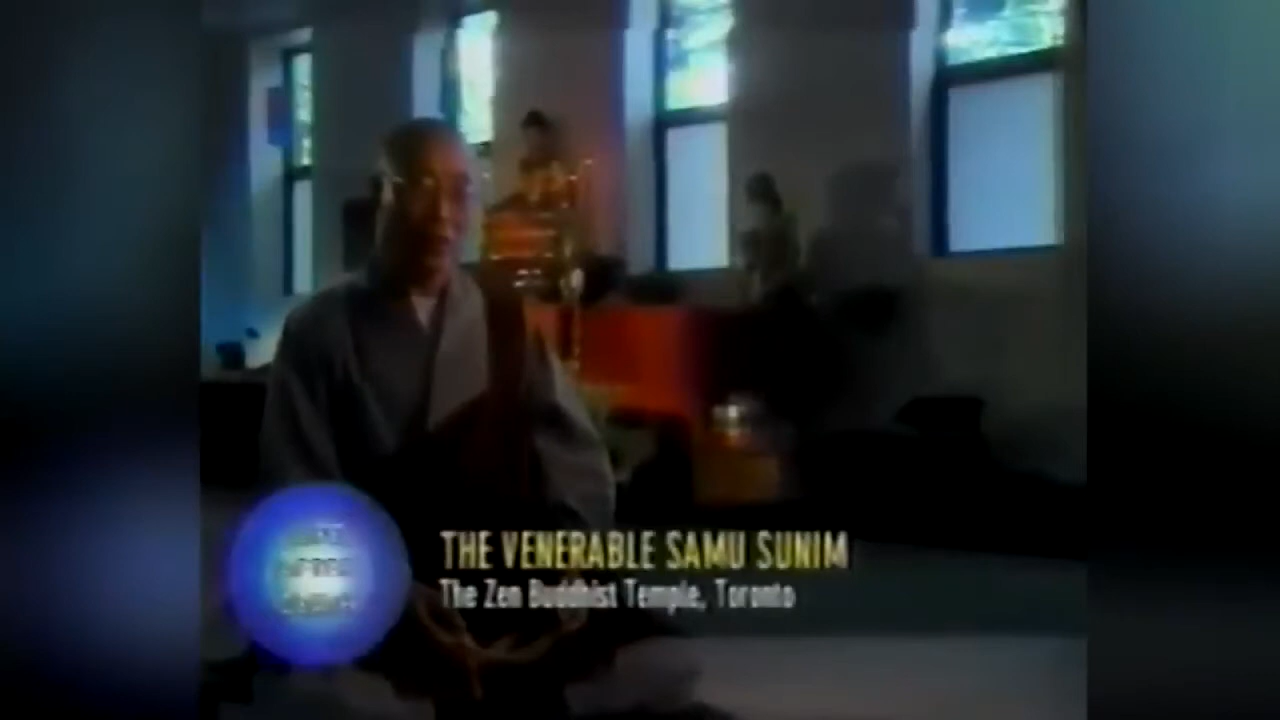 THE VENERABLE SAMU SUNIM
The Zen Buddhist Temple, Toronto